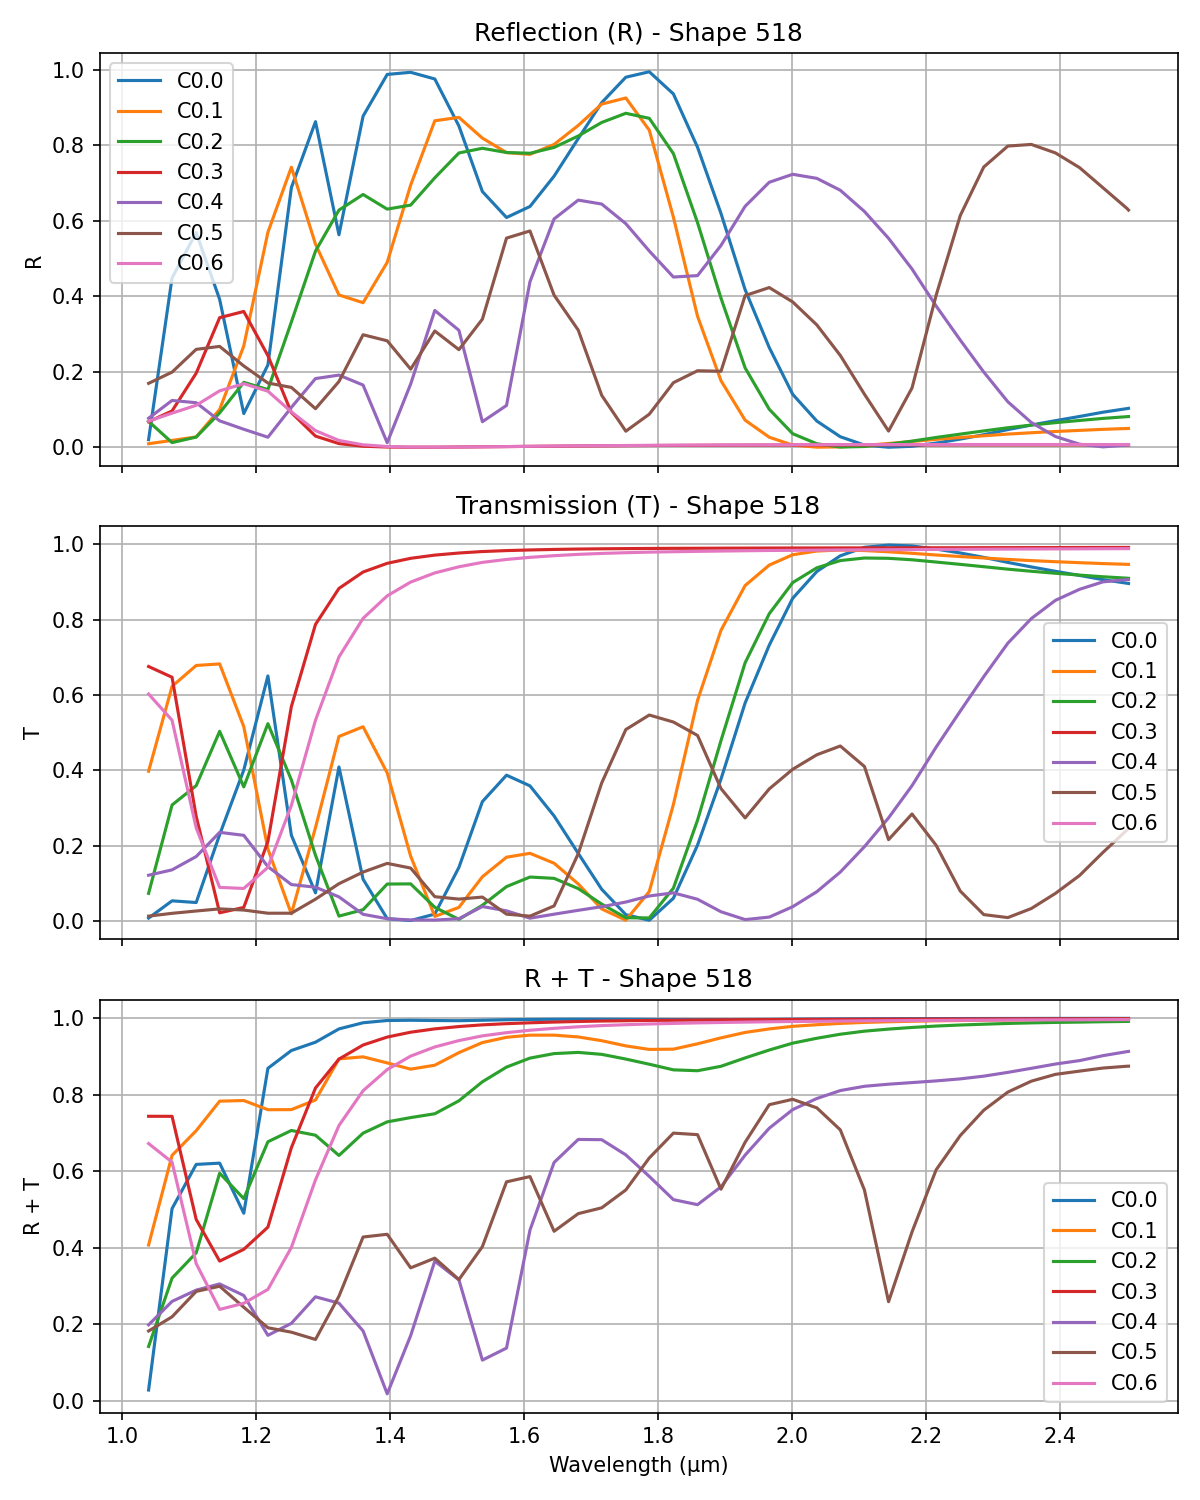 Reflection (R) - Shape 518
1.0
0.8
0.6
0.4
0.2
0.0
R
C0.0
C0.1
C0.2
C0.3
C0.4
C0.5
C0.6
Transmission (T) - Shape 518
1.0
0.8
0.6
0.4
0.2
0.0
T
C0.0
C0.1
C0.2
C0.3
C0.4
C0.5
C0.6
R + T - Shape 518
1.0
0.8
0.6
0.4
0.2
0.0
R + T
C0.0
C0.1
C0.2
C0.3
C0.4
C0.5
C0.6
1.0 1.2 1.4 1.6 1.8 2.0 2.2 2.4
Wavelength (μm)